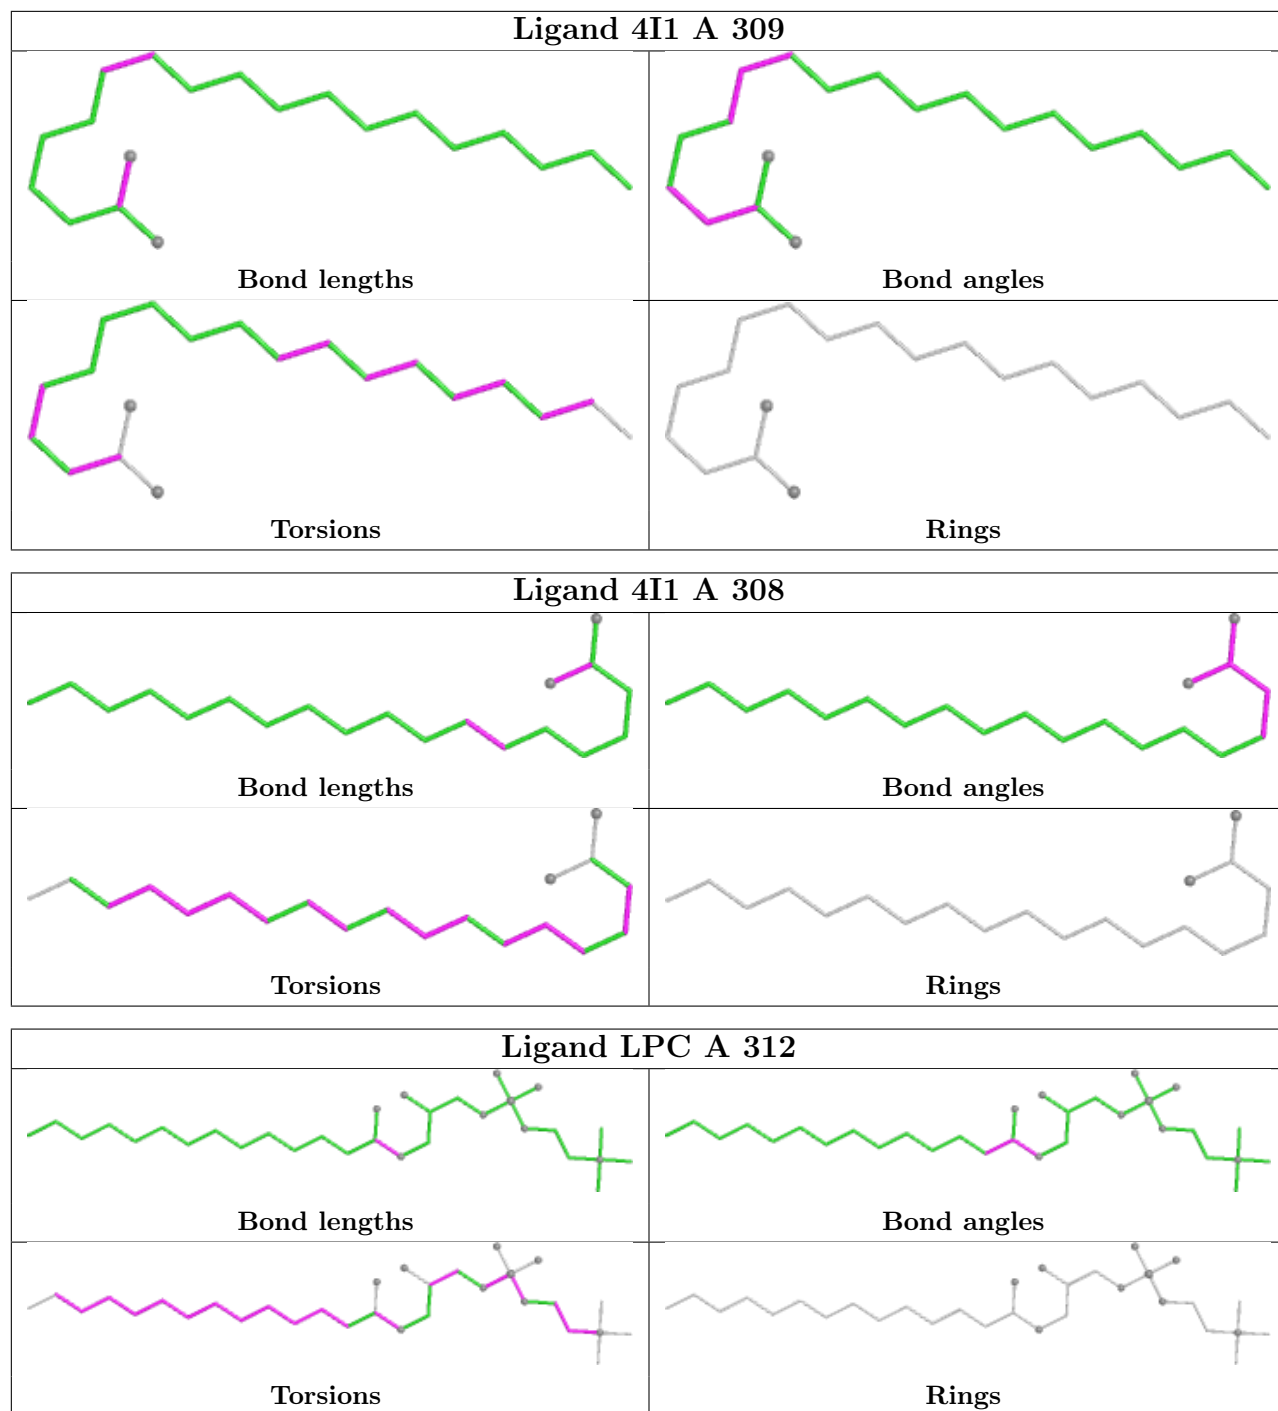 Ligand 4I1 A 309
Bond lengths
Bond angles
Torsions
Rings
Ligand 4I1 A 308
Bond lengths
Bond angles
Torsions
Rings
Ligand LPC A 312
Bond lengths
Bond angles
Torsions
Rings